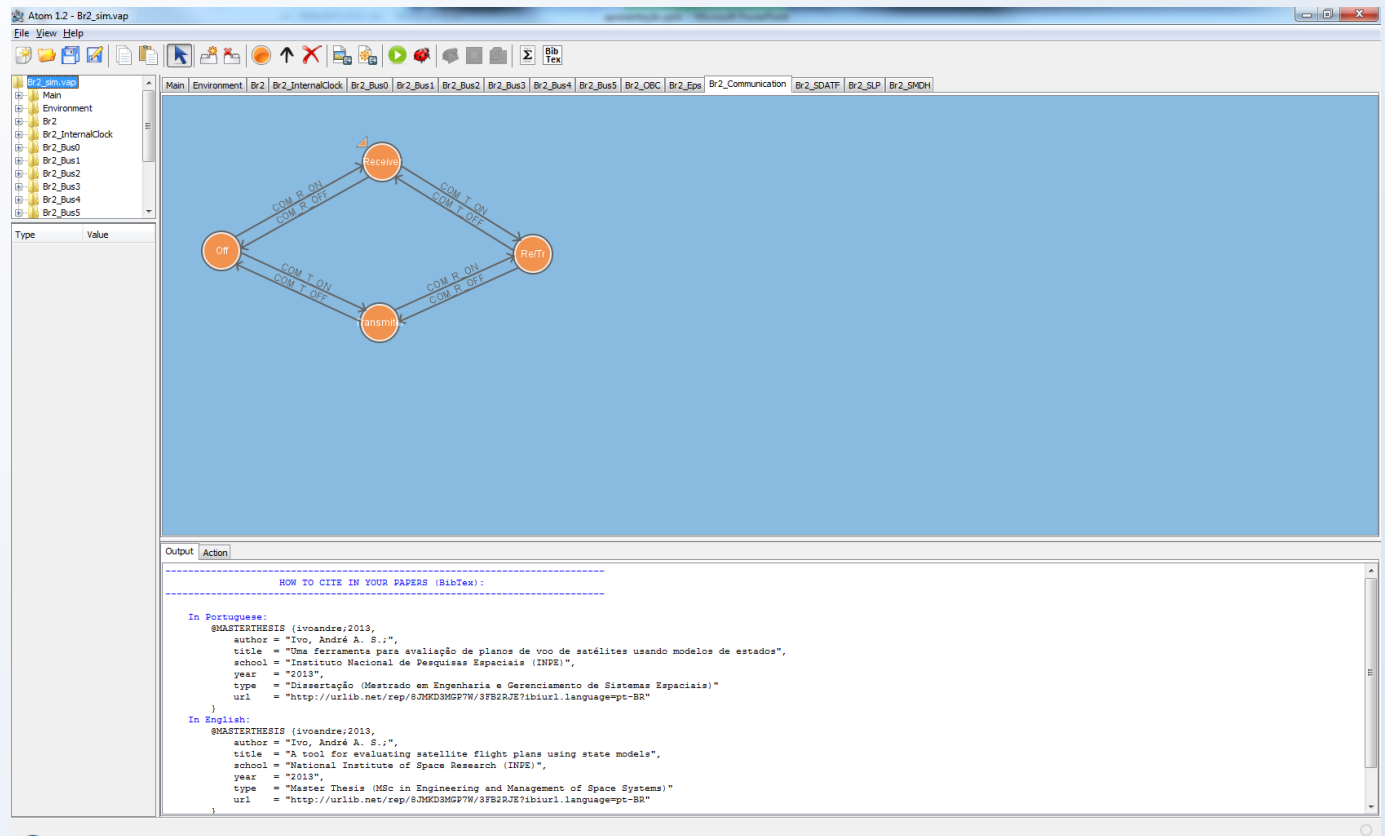 Atom 1.2 - Br2_sim.vap
File View Help
Σ Bib Tex
Br2_sim.vap
Main
Environment
Br2
Br2_InternalClock
Br2_Bus0
Br2_Bus1
Br2_Bus2
Br2_Bus3
Br2_Bus4
Br2_Bus5
Type Value
Main Environment Br2 Br2_InternalClock Br2_Bus0 Br2_Bus1 Br2_Bus2 Br2_Bus3 Br2_Bus4 Br2_Bus5 Br2_OBC Br2_Eps Br2_Communication Br2_SDATF Br2_SLP Br2_SMDH
Receive
COM_R_ON
COM_R_OFF
COM_T_ON
COM_T_OFF
Off
Re/Tr
COM_T_ON
COM_T_OFF
COM_R_ON
COM_R_OFF
Transmite
Output Action
--------------------------------------------------------------------------------
HOW TO CITE IN YOUR PAPERS (BibTex):
--------------------------------------------------------------------------------
In Portuguese:
@MASTERTHESIS {ivoandre;2013,
author = "Ivo, André A. S.;",
title = "Uma ferramenta para avaliação de planos de voo de satélites usando modelos de estados",
school = "Instituto Nacional de Pesquisas Espaciais (INPE)",
year = "2013",
type = "Dissertação (Mestrado em Engenharia e Gerenciamento de Sistemas Espaciais)"
url = "http://urlib.net/rep/8JMKD3MGP7W/3FB2RJE?ibiurl.language=pt-BR"
}
In English:
@MASTERTHESIS {ivoandre;2013,
author = "Ivo, André A. S.;",
title = "A tool for evaluating satellite flight plans using state models",
school = "National Institute of Space Research (INPE)",
year = "2013",
type = "Master Thesis (MSc in Engineering and Management of Space Systems)"
url = "http://urlib.net/rep/8JMKD3MGP7W/3FB2RJE?ibiurl.language=pt-BR"
}